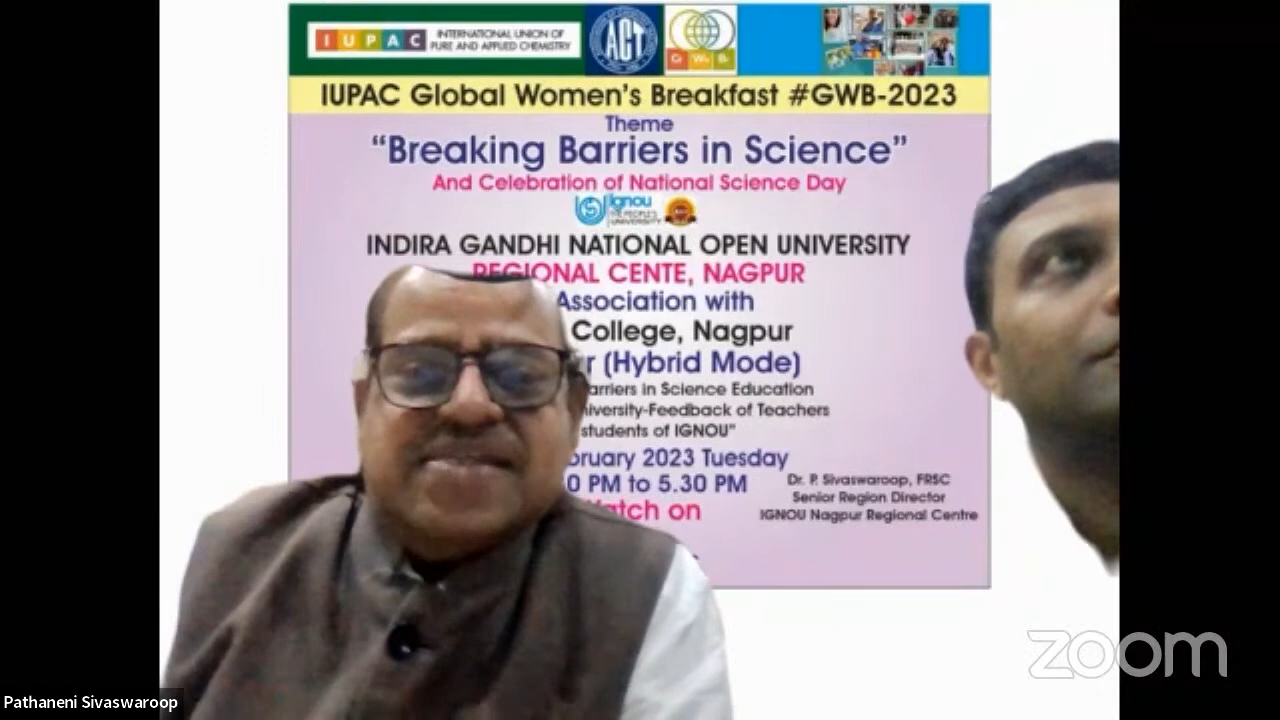 IUPAC
INTERNATIONAL UNION OF
PURE AND APPLIED CHEMISTRY
ACT
GWB
IUPAC Global Women's Breakfast #GWB-2023
Theme
"Breaking Barriers in Science"
And Celebration of National Science Day
ignou
THE PEOPLE'S
UNIVERSITY
INDIRA GANDHI NATIONAL OPEN UNIVERSITY
REGIONAL CENTE, NAGPUR
Association with
College, Nagpur
(Hybrid Mode)
arriers in Science Education
iversity-Feedback of Teachers
students of IGNOU"
bruary 2023 Tuesday
0 PM to 5.30 PM
atch on
Dr. P. Sivaswaroop, FRSC
Senior Region Director
IGNOU Nagpur Regional Centre
zoom
Pathaneni Sivaswaroop